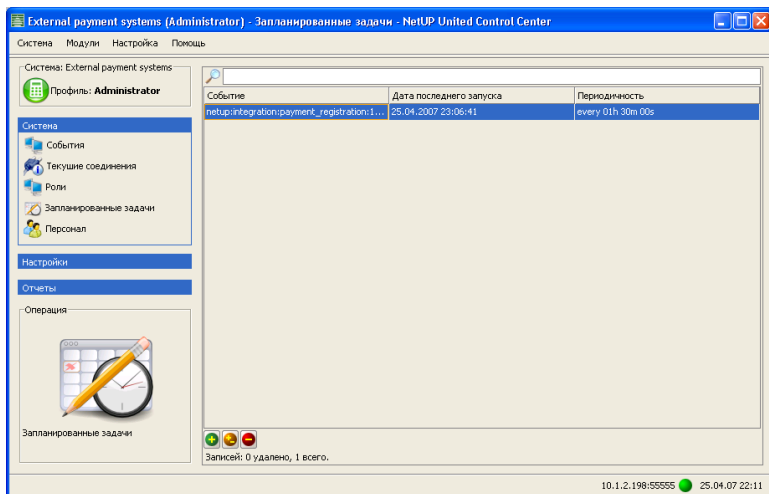 External payment systems (Administrator) - Запланированные задачи - NetUP United Control Center
Система Модули Настройка Помощь
Система: External payment systems
Профиль: Administrator
Система
События
Текущие соединения
Роли
Запланированные задачи
Персонал
Настройки
Отчеты
Операция
Запланированные задачи
Событие Дата последнего запуска Периодичность
netup:integration:payment_registration:1... 25.04.2007 23:06:41 every 01h 30m 00s
Записей: 0 удалено, 1 всего.
10.1.2.198:55555 25.04.07 22:11